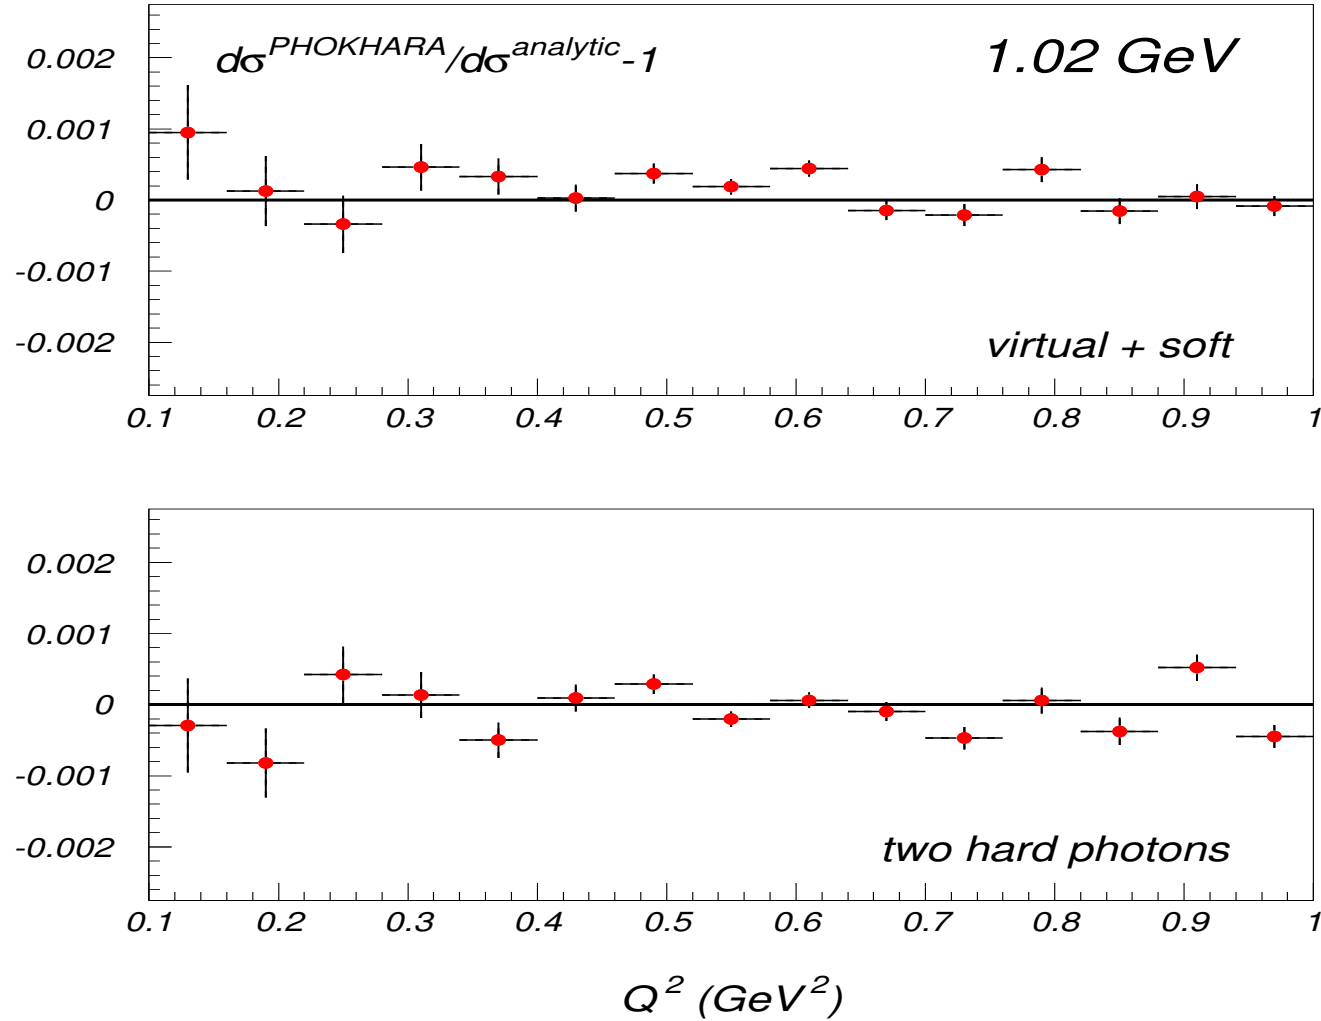 dσ^PHOKHARA/dσ^analytic-1
1.02 GeV
0.002
0.001
0
-0.001
-0.002
virtual + soft
0.1 0.2 0.3 0.4 0.5 0.6 0.7 0.8 0.9 1
0.002
0.001
0
-0.001
-0.002
two hard photons
0.1 0.2 0.3 0.4 0.5 0.6 0.7 0.8 0.9 1
Q² (GeV²)